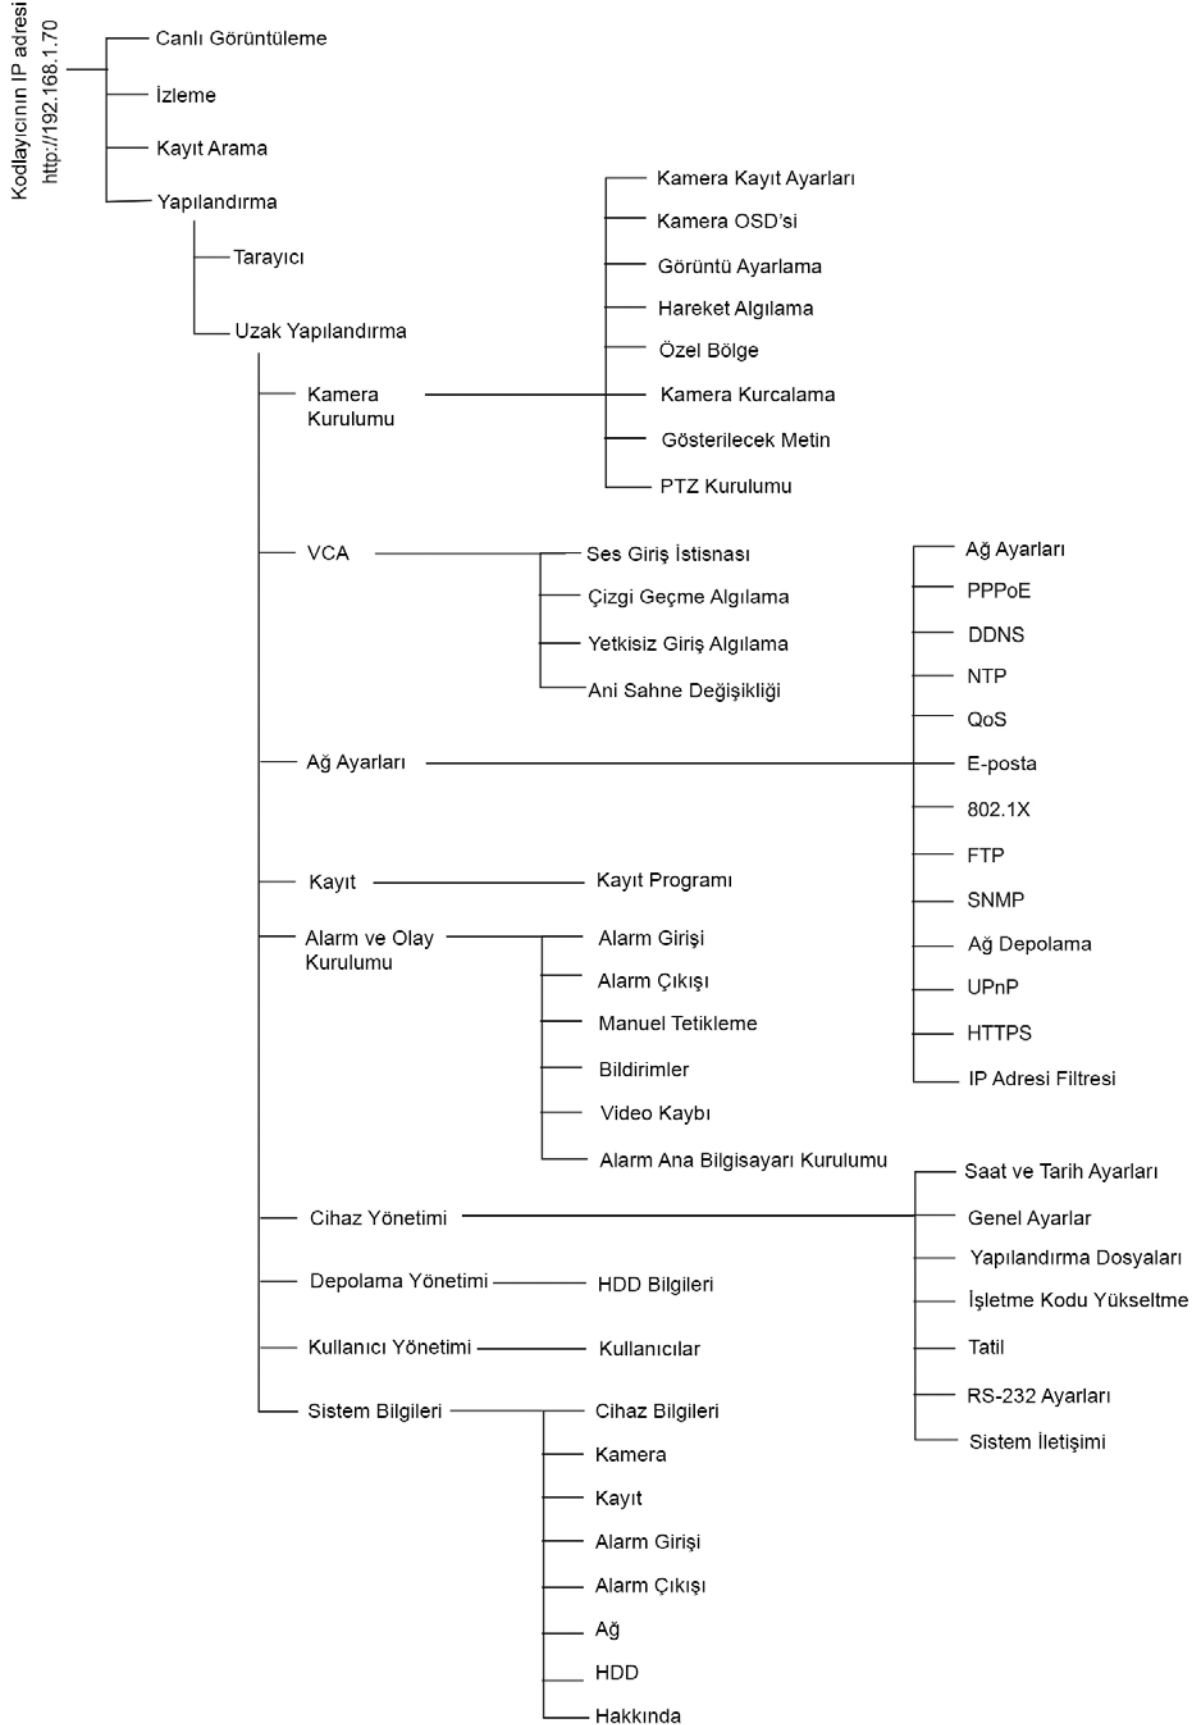 Kodlayıcının IP adresi
http://192.168.1.70
Canlı Görüntüleme
İzleme
Kayıt Arama
Yapılandırma
Tarayıcı
Uzak Yapılandırma
Kamera
Kurulumu
Kamera Kayıt Ayarları
Kamera OSD’si
Görüntü Ayarlama
Hareket Algılama
Özel Bölge
Kamera Kurcalama
Gösterilecek Metin
PTZ Kurulumu
VCA
Ses Giriş İstisnası
Çizgi Geçme Algılama
Yetkisiz Giriş Algılama
Ani Sahne Değişikliği
Ağ Ayarları
Ağ Ayarları
PPPoE
DDNS
NTP
QoS
E-posta
802.1X
FTP
SNMP
Ağ Depolama
UPnP
HTTPS
IP Adresi Filtresi
Kayıt
Kayıt Programı
Alarm ve Olay
Kurulumu
Alarm Girişi
Alarm Çıkışı
Manuel Tetikleme
Bildirimler
Video Kaybı
Alarm Ana Bilgisayarı Kurulumu
Cihaz Yönetimi
Saat ve Tarih Ayarları
Genel Ayarlar
Yapılandırma Dosyaları
İşletme Kodu Yükseltme
Tatil
RS-232 Ayarları
Sistem İletişimi
Depolama Yönetimi
HDD Bilgileri
Kullanıcı Yönetimi
Kullanıcılar
Sistem Bilgileri
Cihaz Bilgileri
Kamera
Kayıt
Alarm Girişi
Alarm Çıkışı
Ağ
HDD
Hakkında